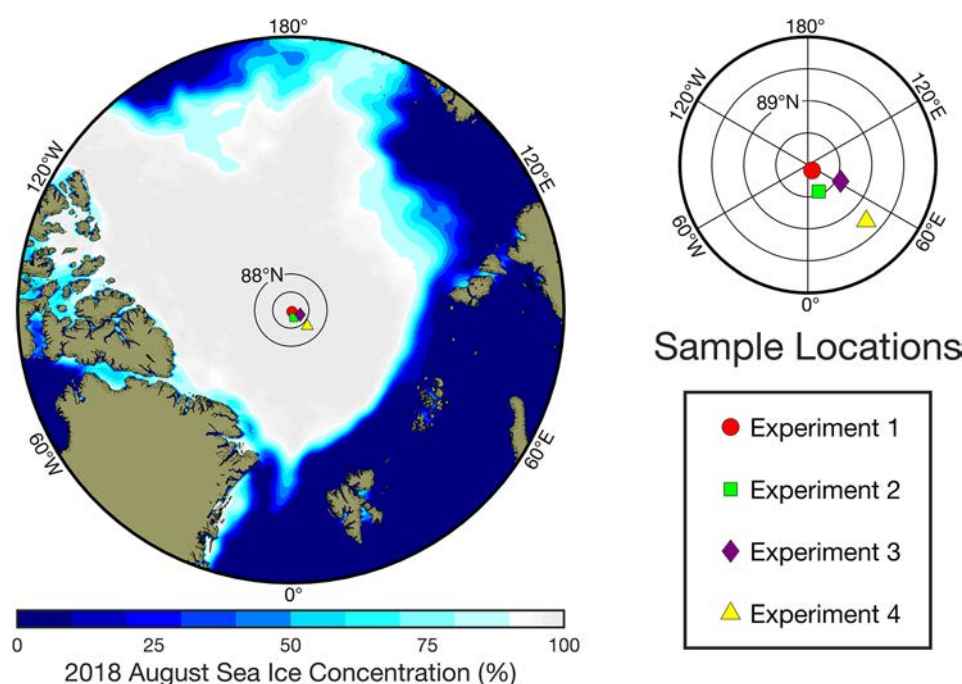 180°
120°W
120°E
88°N
60°W
60°E
0°
0 25 50 75 100
2018 August Sea Ice Concentration (%)
180°
120°W
120°E
89°N
60°W
60°E
0°
Sample Locations
Experiment 1
Experiment 2
Experiment 3
Experiment 4